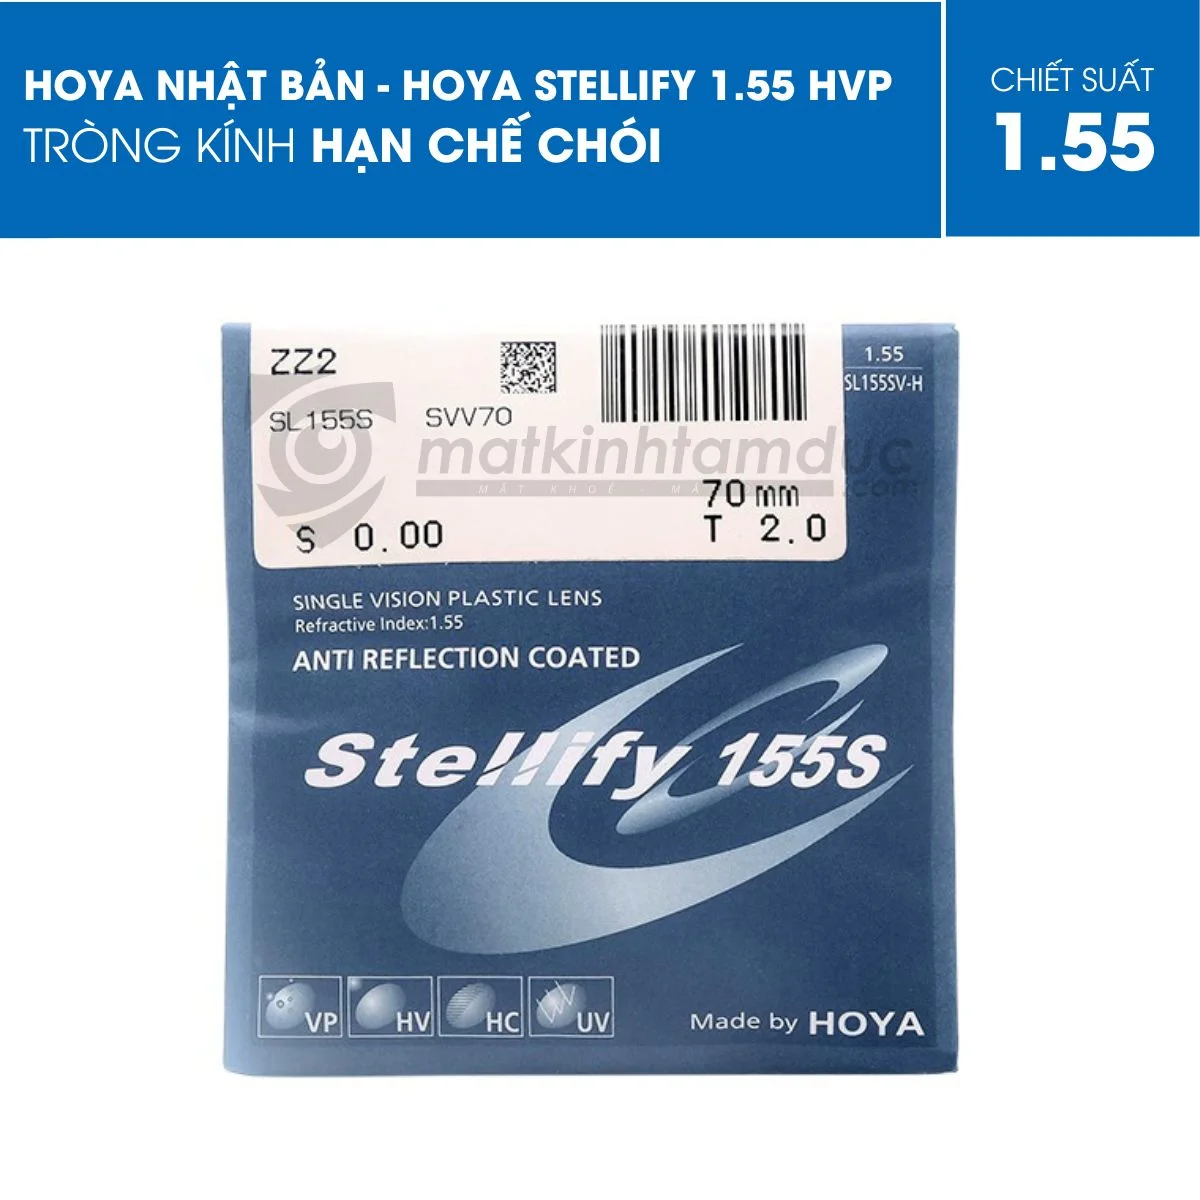 HOYA NHẬT BẢN - HOYA STELLIFY 1.55 HVP
TRÒNG KÍNH HẠN CHẾ CHÓI
CHIẾT SUẤT
1.55
ZZ2
SL155S SVV70
1.55
SL155SV-H
matkinhtamduc
.com
MẮT KHOẺ
70 mm
S 0.00 T 2.0
SINGLE VISION PLASTIC LENS
Refractive Index:1.55
ANTI REFLECTION COATED
Stellify 155S
VP HV HC UV
Made by HOYA